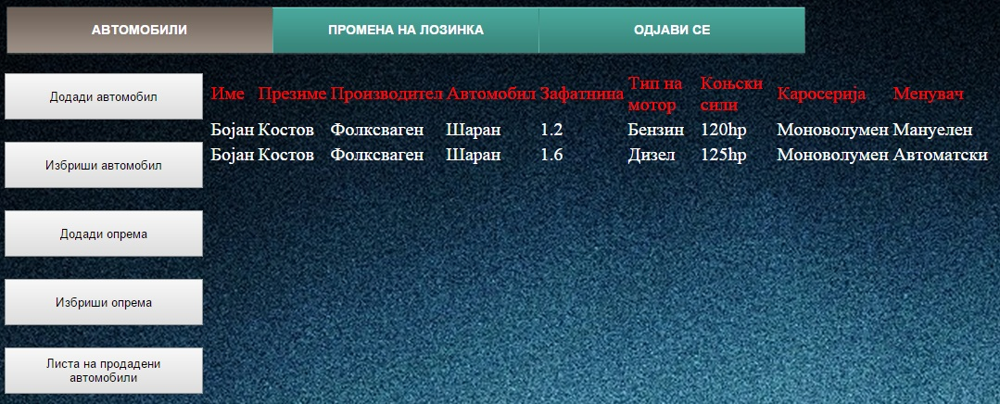 АВТОМОБИЛИ ПРОМЕНА НА ЛОЗИНКА ОДЈАВИ СЕ
Додади автомобил
Избриши автомобил
Додади опрема
Избриши опрема
Листа на продадени
автомобили
Име Презиме Производител Автомобил Зафатнина Тип на мотор Коњски сили Каросерија Менувач
Бојан Костов Фолксваген Шаран 1.2 Бензин 120hp Моноволумен Мануелен
Бојан Костов Фолксваген Шаран 1.6 Дизел 125hp Моноволумен Автоматски